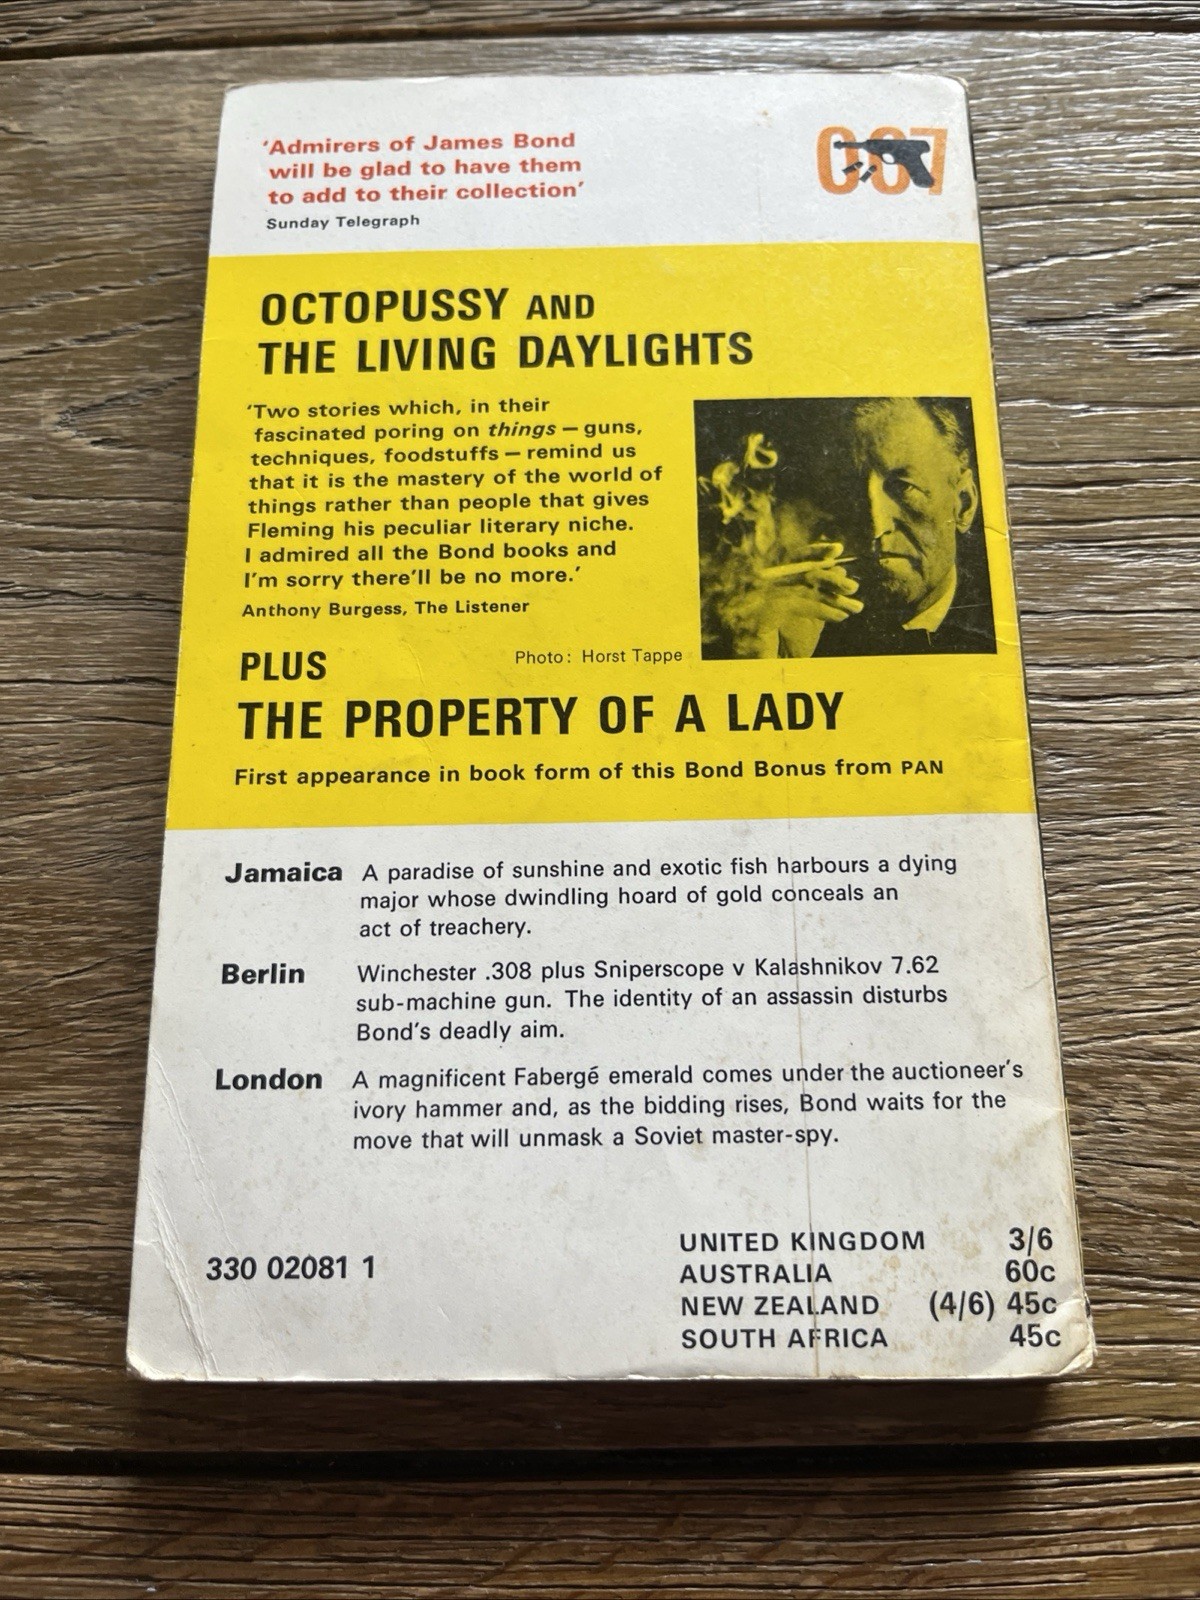 'Admirers of James Bond
will be glad to have them
to add to their collection'
Sunday Telegraph
007
OCTOPUSSY AND
THE LIVING DAYLIGHTS
'Two stories which, in their
fascinated poring on things — guns,
techniques, foodstuffs — remind us
that it is the mastery of the world of
things rather than people that gives
Fleming his peculiar literary niche.
I admired all the Bond books and
I'm sorry there'll be no more.'
Anthony Burgess, The Listener
Photo: Horst Tappe
PLUS
THE PROPERTY OF A LADY
First appearance in book form of this Bond Bonus from PAN
Jamaica A paradise of sunshine and exotic fish harbours a dying
major whose dwindling hoard of gold conceals an
act of treachery.
Berlin Winchester .308 plus Sniperscope v Kalashnikov 7.62
sub-machine gun. The identity of an assassin disturbs
Bond's deadly aim.
London A magnificent Fabergé emerald comes under the auctioneer's
ivory hammer and, as the bidding rises, Bond waits for the
move that will unmask a Soviet master-spy.
330 02081 1
UNITED KINGDOM 3/6
AUSTRALIA 60c
NEW ZEALAND (4/6) 45c
SOUTH AFRICA 45c